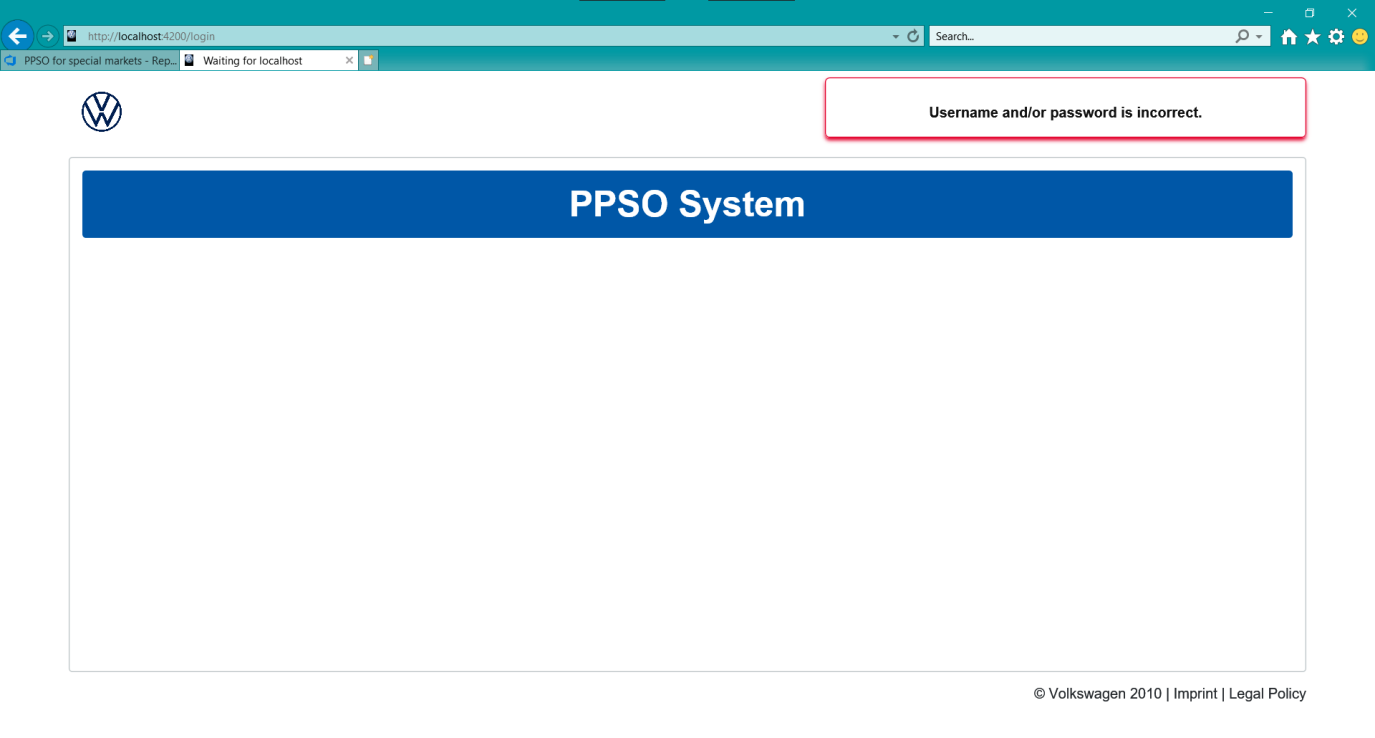 http://localhost:4200/login
Search...
PPSO for special markets - Rep...
Waiting for localhost
Username and/or password is incorrect.
PPSO System
© Volkswagen 2010 | Imprint | Legal Policy